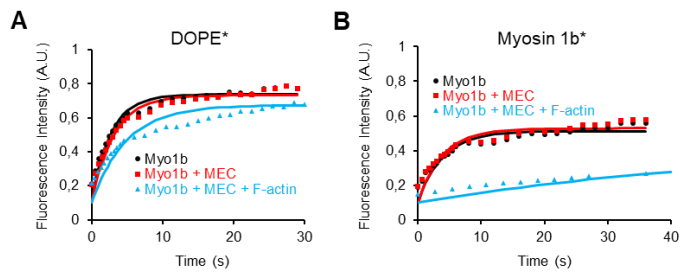 A
DOPE*
Fluorescence Intensity (A.U.)
1
0,8
0,6
0,4
0,2
0
Myo1b
Myo1b + MEC
Myo1b + MEC + F-actin
0 10 20 30
Time (s)
B
Myosin 1b*
Fluorescence Intensity (A.U.)
1
0,8
0,6
0,4
0,2
0
Myo1b
Myo1b + MEC
Myo1b + MEC + F-actin
0 10 20 30 40
Time (s)